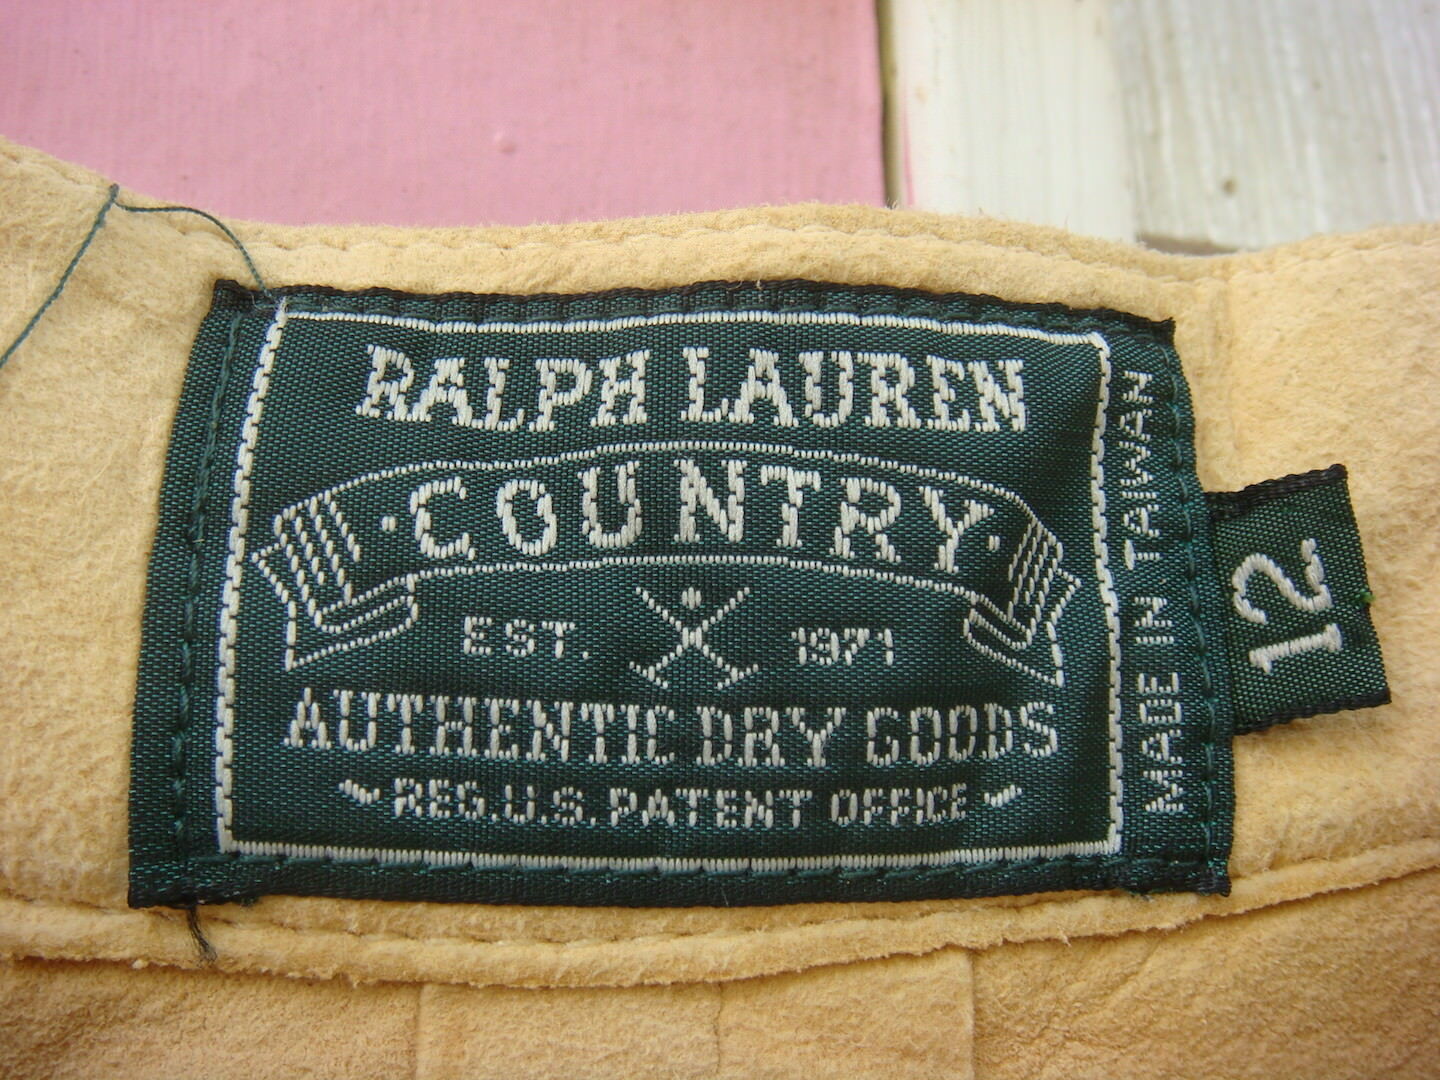 RALPH LAUREN
·COUNTRY·
EST. 1971
AUTHENTIC DRY GOODS
REG.U.S. PATENT OFFICE
MADE IN TAIWAN
12